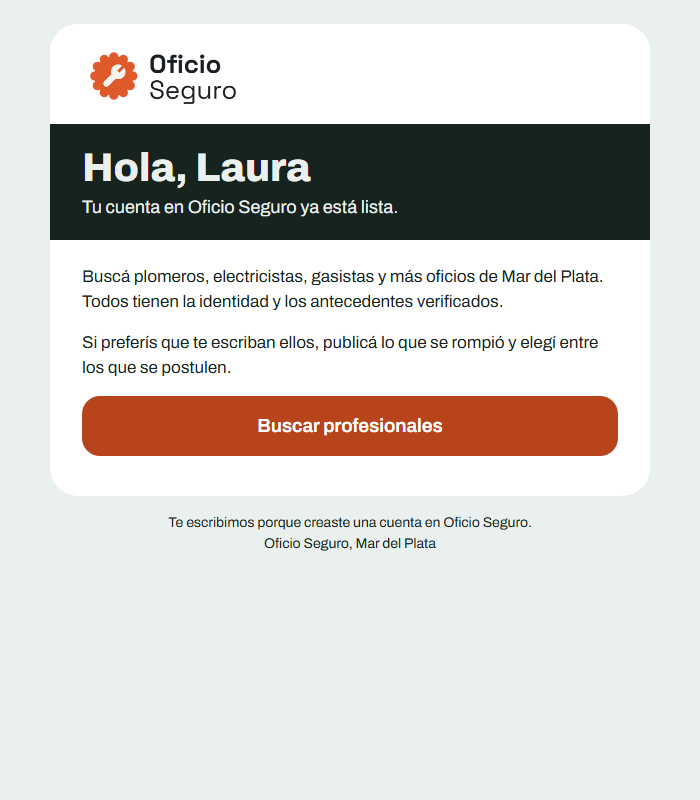 Oficio
Seguro
Hola, Laura
Tu cuenta en Oficio Seguro ya está lista.
Buscá plomeros, electricistas, gasistas y más oficios de Mar del Plata.
Todos tienen la identidad y los antecedentes verificados.
Si preferís que te escriban ellos, publicá lo que se rompió y elegí entre
los que se postulen.
Buscar profesionales
Te escribimos porque creaste una cuenta en Oficio Seguro.
Oficio Seguro, Mar del Plata